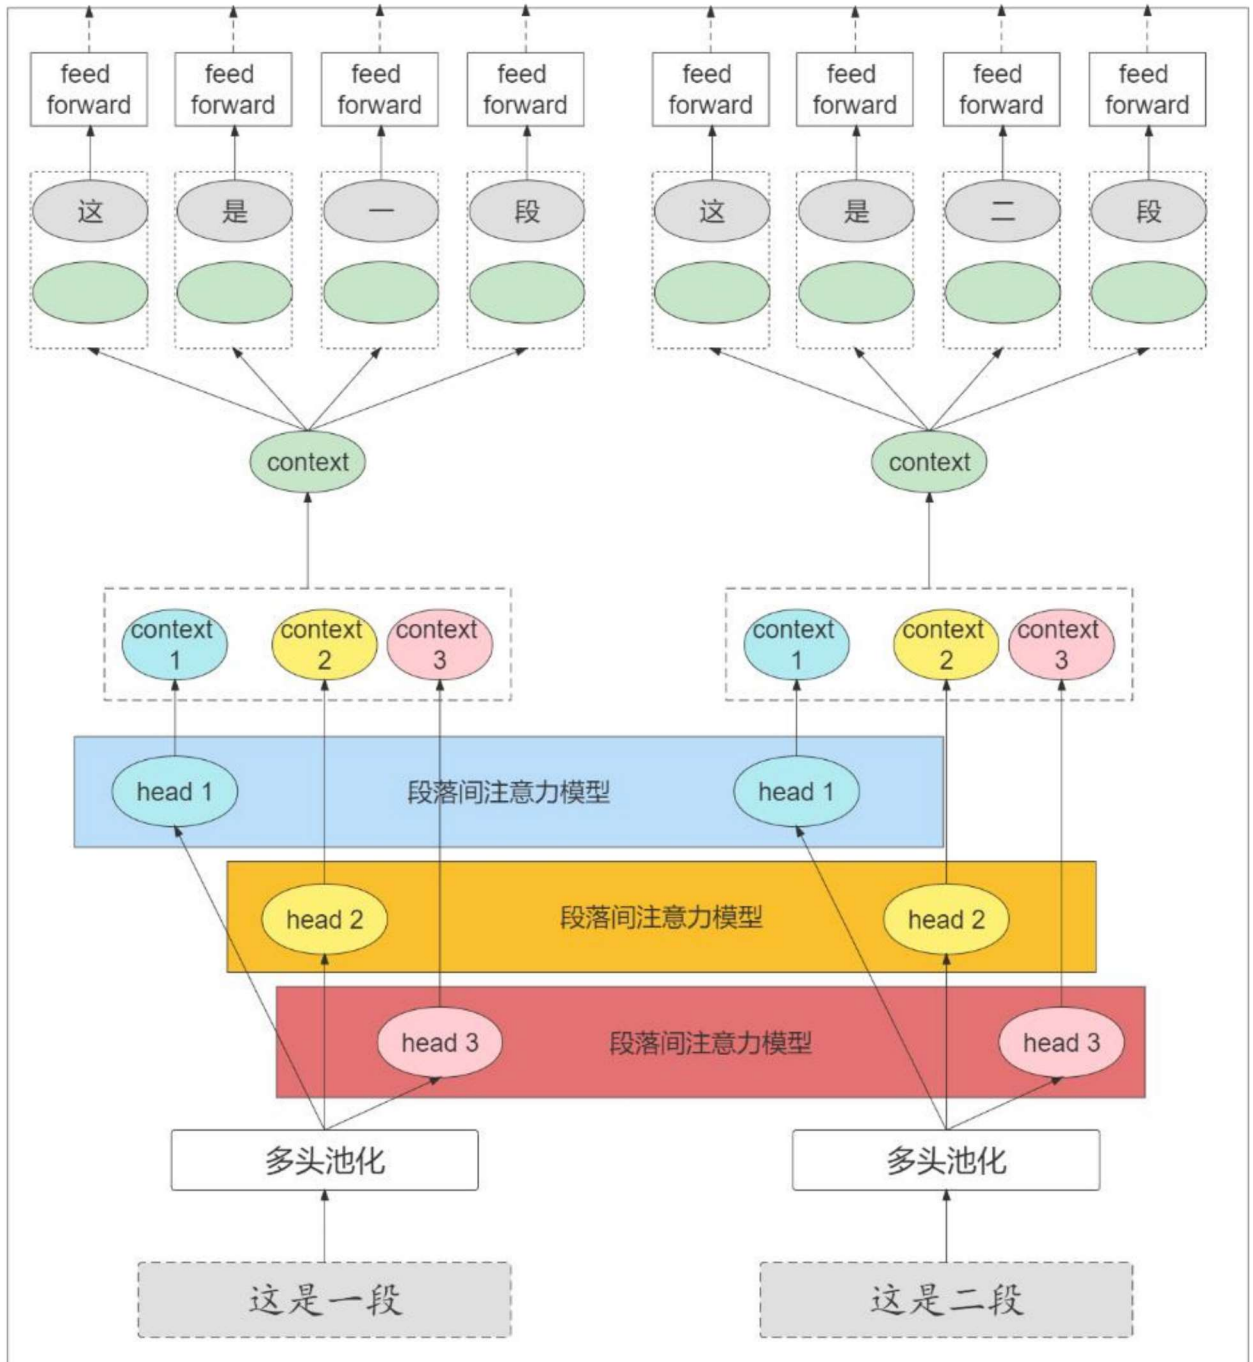 feed forward
feed forward
feed forward
feed forward
feed forward
feed forward
feed forward
feed forward
这
是
一
段
这
是
二
段
context
context
context 1
context 2
context 3
context 1
context 2
context 3
head 1
段落间注意力模型
head 1
head 2
段落间注意力模型
head 2
head 3
段落间注意力模型
head 3
多头池化
多头池化
这是一段
这是二段